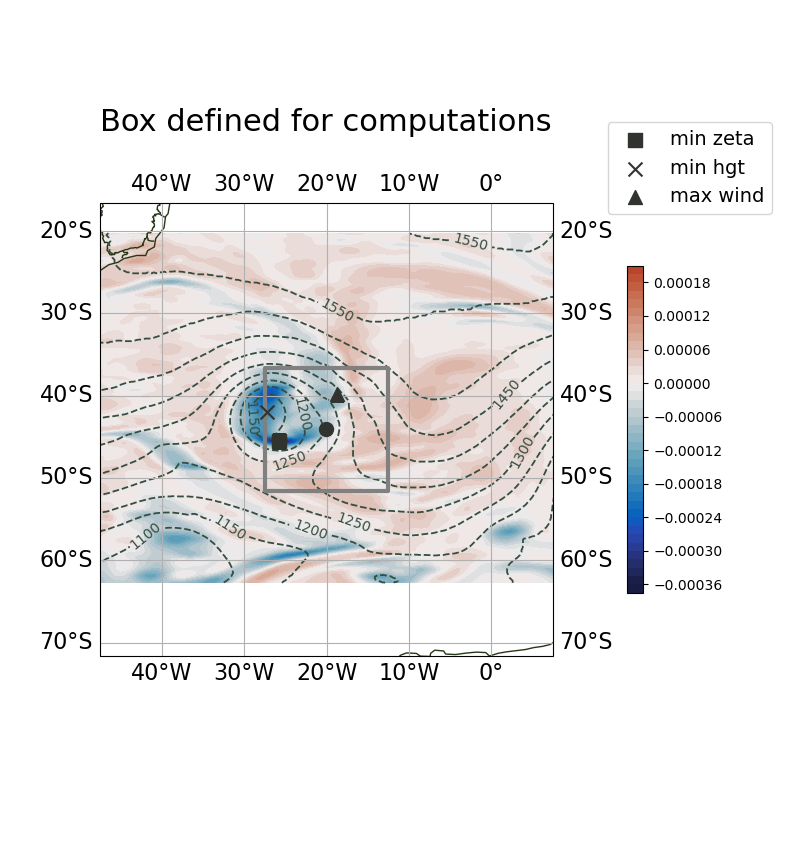 Box defined for computations
min zeta
min hgt
max wind
40°W 30°W 20°W 10°W 0°
20°S 20°S
30°S 30°S
40°S 40°S
50°S 50°S
60°S 60°S
70°S 70°S
40°W 30°W 20°W 10°W 0°
1550
1550
1450
1150
1200
1300
1250
1250
1200
1150
1100
0.00018
0.00012
0.00006
0.00000
−0.00006
−0.00012
−0.00018
−0.00024
−0.00030
−0.00036